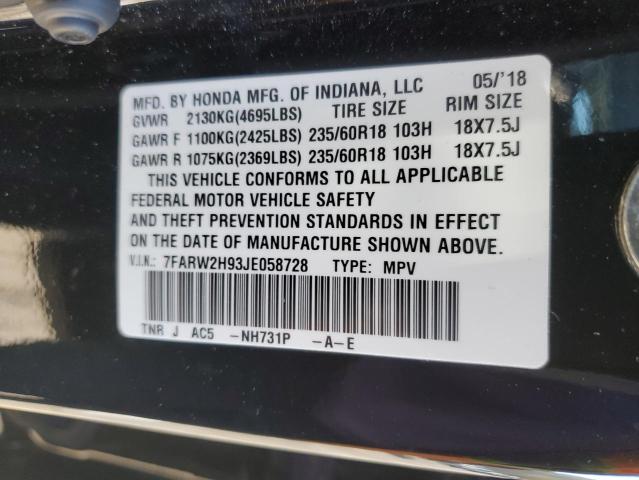 MFD. BY HONDA MFG. OF INDIANA, LLC 05/'18
GVWR 2130KG(4695LBS) TIRE SIZE RIM SIZE
GAWR F 1100KG(2425LBS) 235/60R18 103H 18X7.5J
GAWR R 1075KG(2369LBS) 235/60R18 103H 18X7.5J
THIS VEHICLE CONFORMS TO ALL APPLICABLE
FEDERAL MOTOR VEHICLE SAFETY
AND THEFT PREVENTION STANDARDS IN EFFECT
ON THE DATE OF MANUFACTURE SHOWN ABOVE.
V.I.N.: 7FARW2H93JE058728 TYPE: MPV
TNR J AC5 -NH731P -A-E